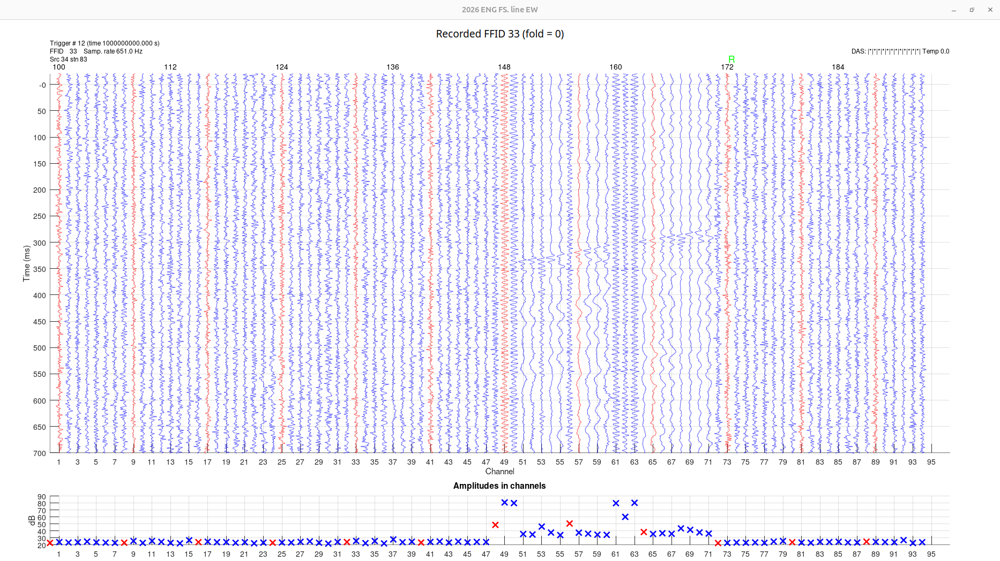 2026 ENG FS. line EW
Recorded FFID 33 (fold = 0)
Trigger # 12 (time 1000000000.000 s)
FFID 33 Samp. rate 651.0 Hz
DAS: |*|*|*|*|*|*|*|*|*|*|*|*| Temp 0.0
Src 34 stn 83
R
100 112 124 136 148 160 172 184
-0
50
100
150
200
250
300
350
400
450
500
550
600
650
700
Time (ms)
1 3 5 7 9 11 13 15 17 19 21 23 25 27 29 31 33 35 37 39 41 43 45 47 49 51 53 55 57 59 61 63 65 67 69 71 73 75 77 79 81 83 85 87 89 91 93 95
Channel
Amplitudes in channels
90
80
70
60
50
40
30
20
dB
1 3 5 7 9 11 13 15 17 19 21 23 25 27 29 31 33 35 37 39 41 43 45 47 49 51 53 55 57 59 61 63 65 67 69 71 73 75 77 79 81 83 85 87 89 91 93 95